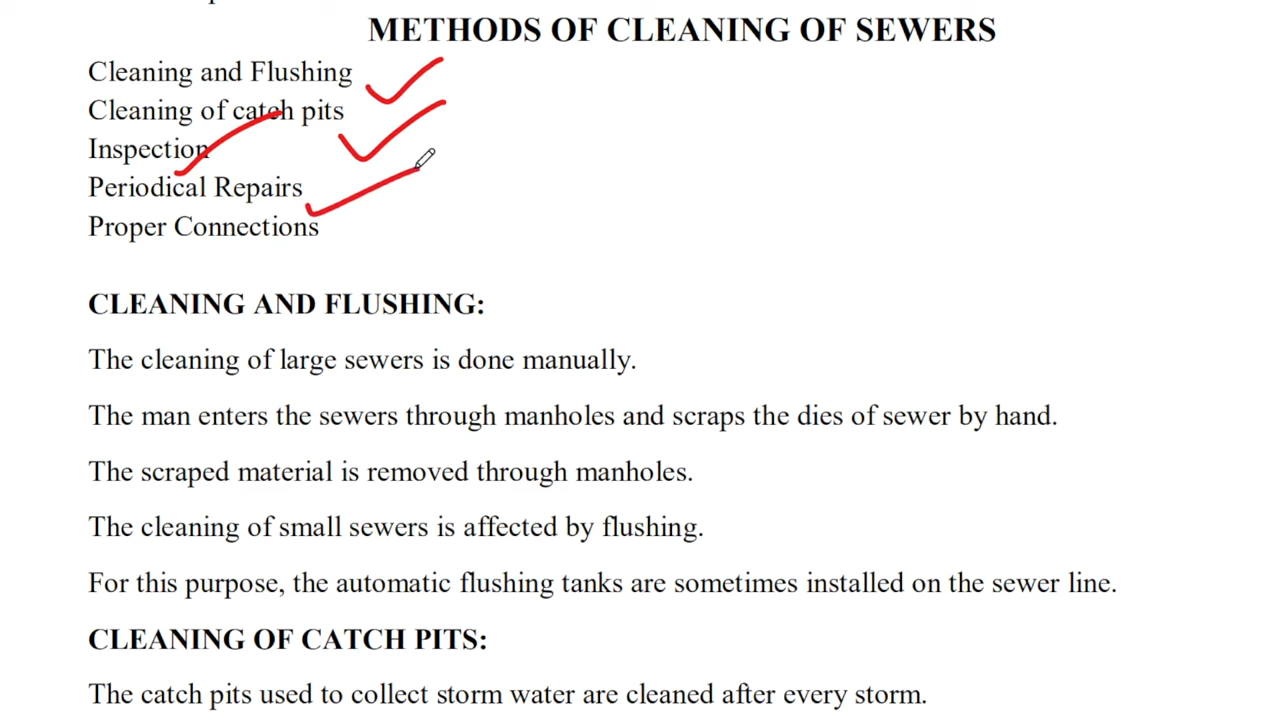 METHODS OF CLEANING OF SEWERS
Cleaning and Flushing
Cleaning of catch pits
Inspection
Periodical Repairs
Proper Connections
CLEANING AND FLUSHING:
The cleaning of large sewers is done manually.
The man enters the sewers through manholes and scraps the dies of sewer by hand.
The scraped material is removed through manholes.
The cleaning of small sewers is affected by flushing.
For this purpose, the automatic flushing tanks are sometimes installed on the sewer line.
CLEANING OF CATCH PITS:
The catch pits used to collect storm water are cleaned after every storm.